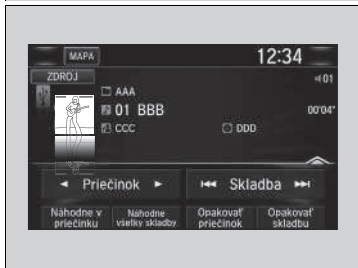 MAPA 12:34
ZDROJ 01
AAA
01 BBB 00'04"
CCC DDD
Priečinok Skladba
Náhodne v priečinku
Náhodne všetky skladby
Opakovať priečinok
Opakovať skladbu